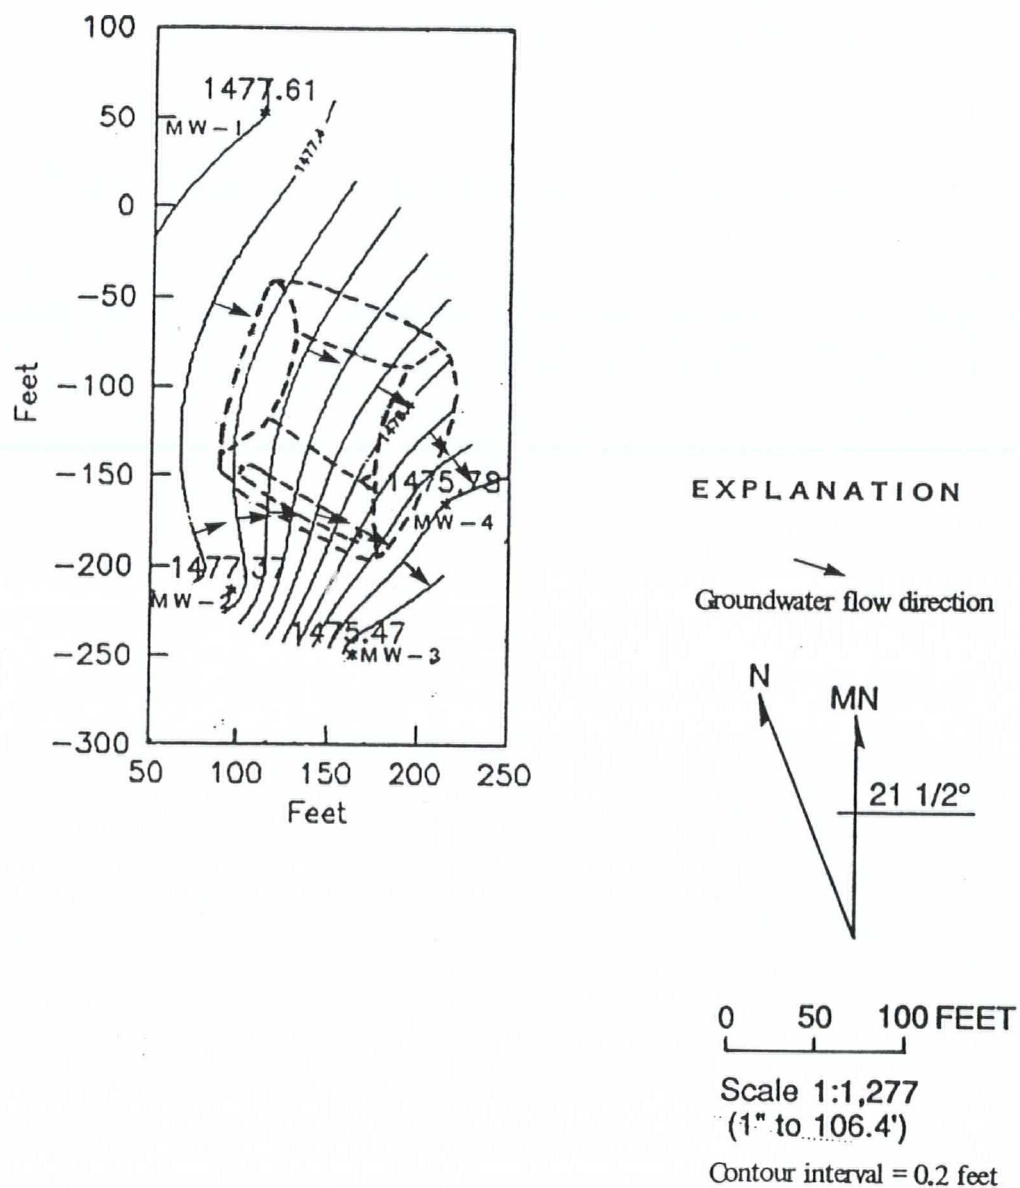 100
50
0
−50
−100
−150
−200
−250
−300
Feet
50 100 150 200 250
Feet
1477.61
MW-1
1477.4
1475.78
MW-4
1477.37
MW-2
1475.47
MW-3
EXPLANATION
Groundwater flow direction
N
MN
21 1/2°
0 50 100 FEET
Scale 1:1,277
(1" to 106.4')
Contour interval = 0.2 feet